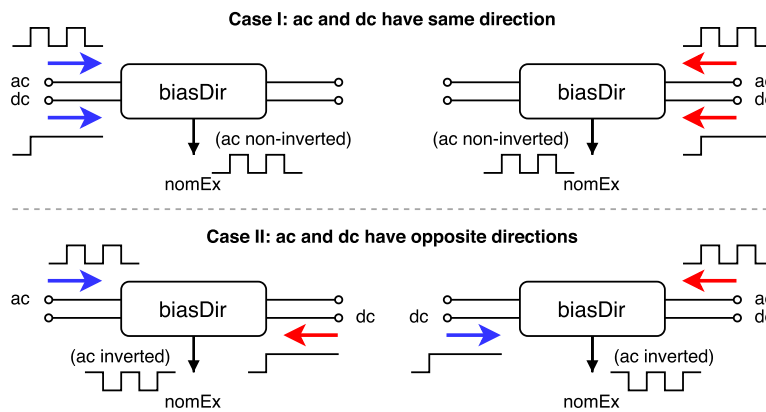 Case I: ac and dc have same direction
ac biasDir biasDir
dc
(ac non-inverted) (ac non-inverted)
nomEx nomEx
Case II: ac and dc have opposite directions
ac biasDir biasDir
dc dc
(ac inverted) (ac inverted)
nomEx nomEx